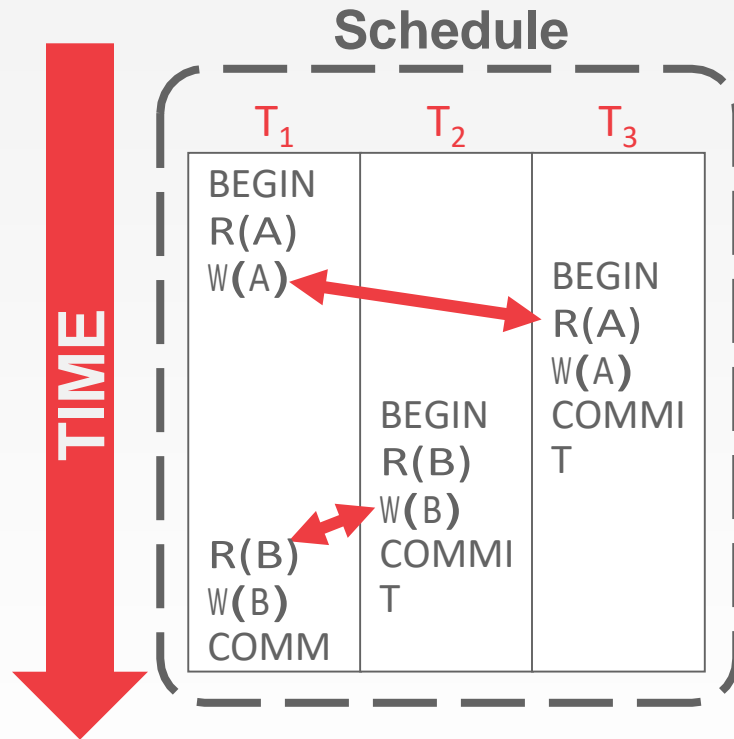 Schedule
TIME
T₁ T₂ T₃
BEGIN
R(A)
W(A)
R(B)
W(B)
COMM
BEGIN
R(B)
W(B)
COMMI
T
BEGIN
R(A)
W(A)
COMMI
T